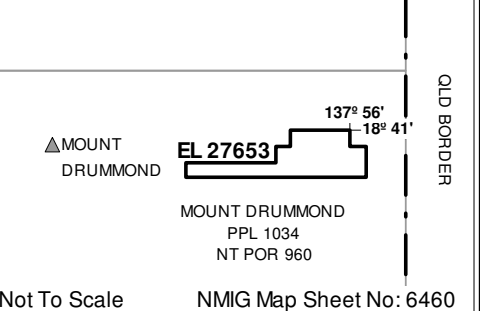 137º 56'
18º 41'
QLD BORDER
MOUNT
DRUMMOND
EL 27653
MOUNT DRUMMOND
PPL 1034
NT POR 960
Not To Scale
NMIG Map Sheet No: 6460